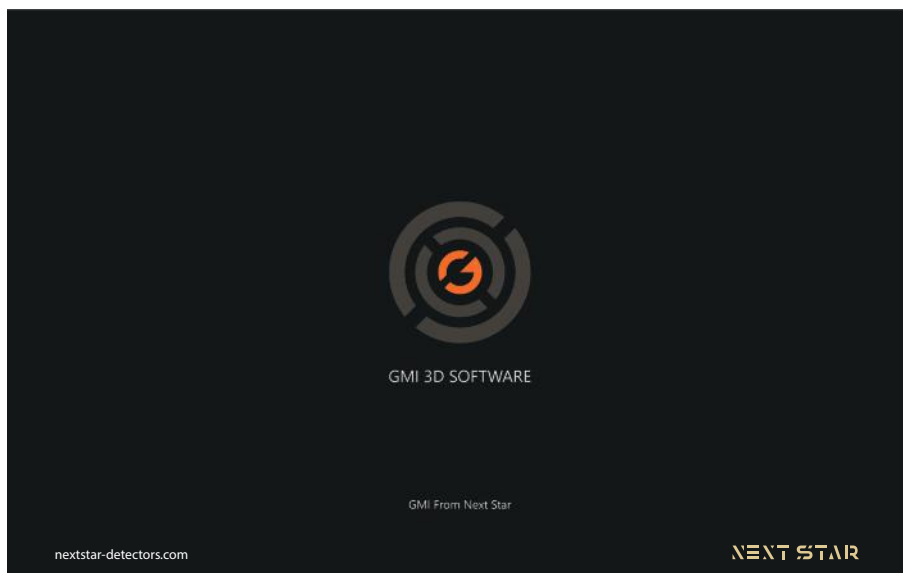 G
GMI 3D SOFTWARE
GMI From Next Star
nextstar-detectors.com
NEXT STAR